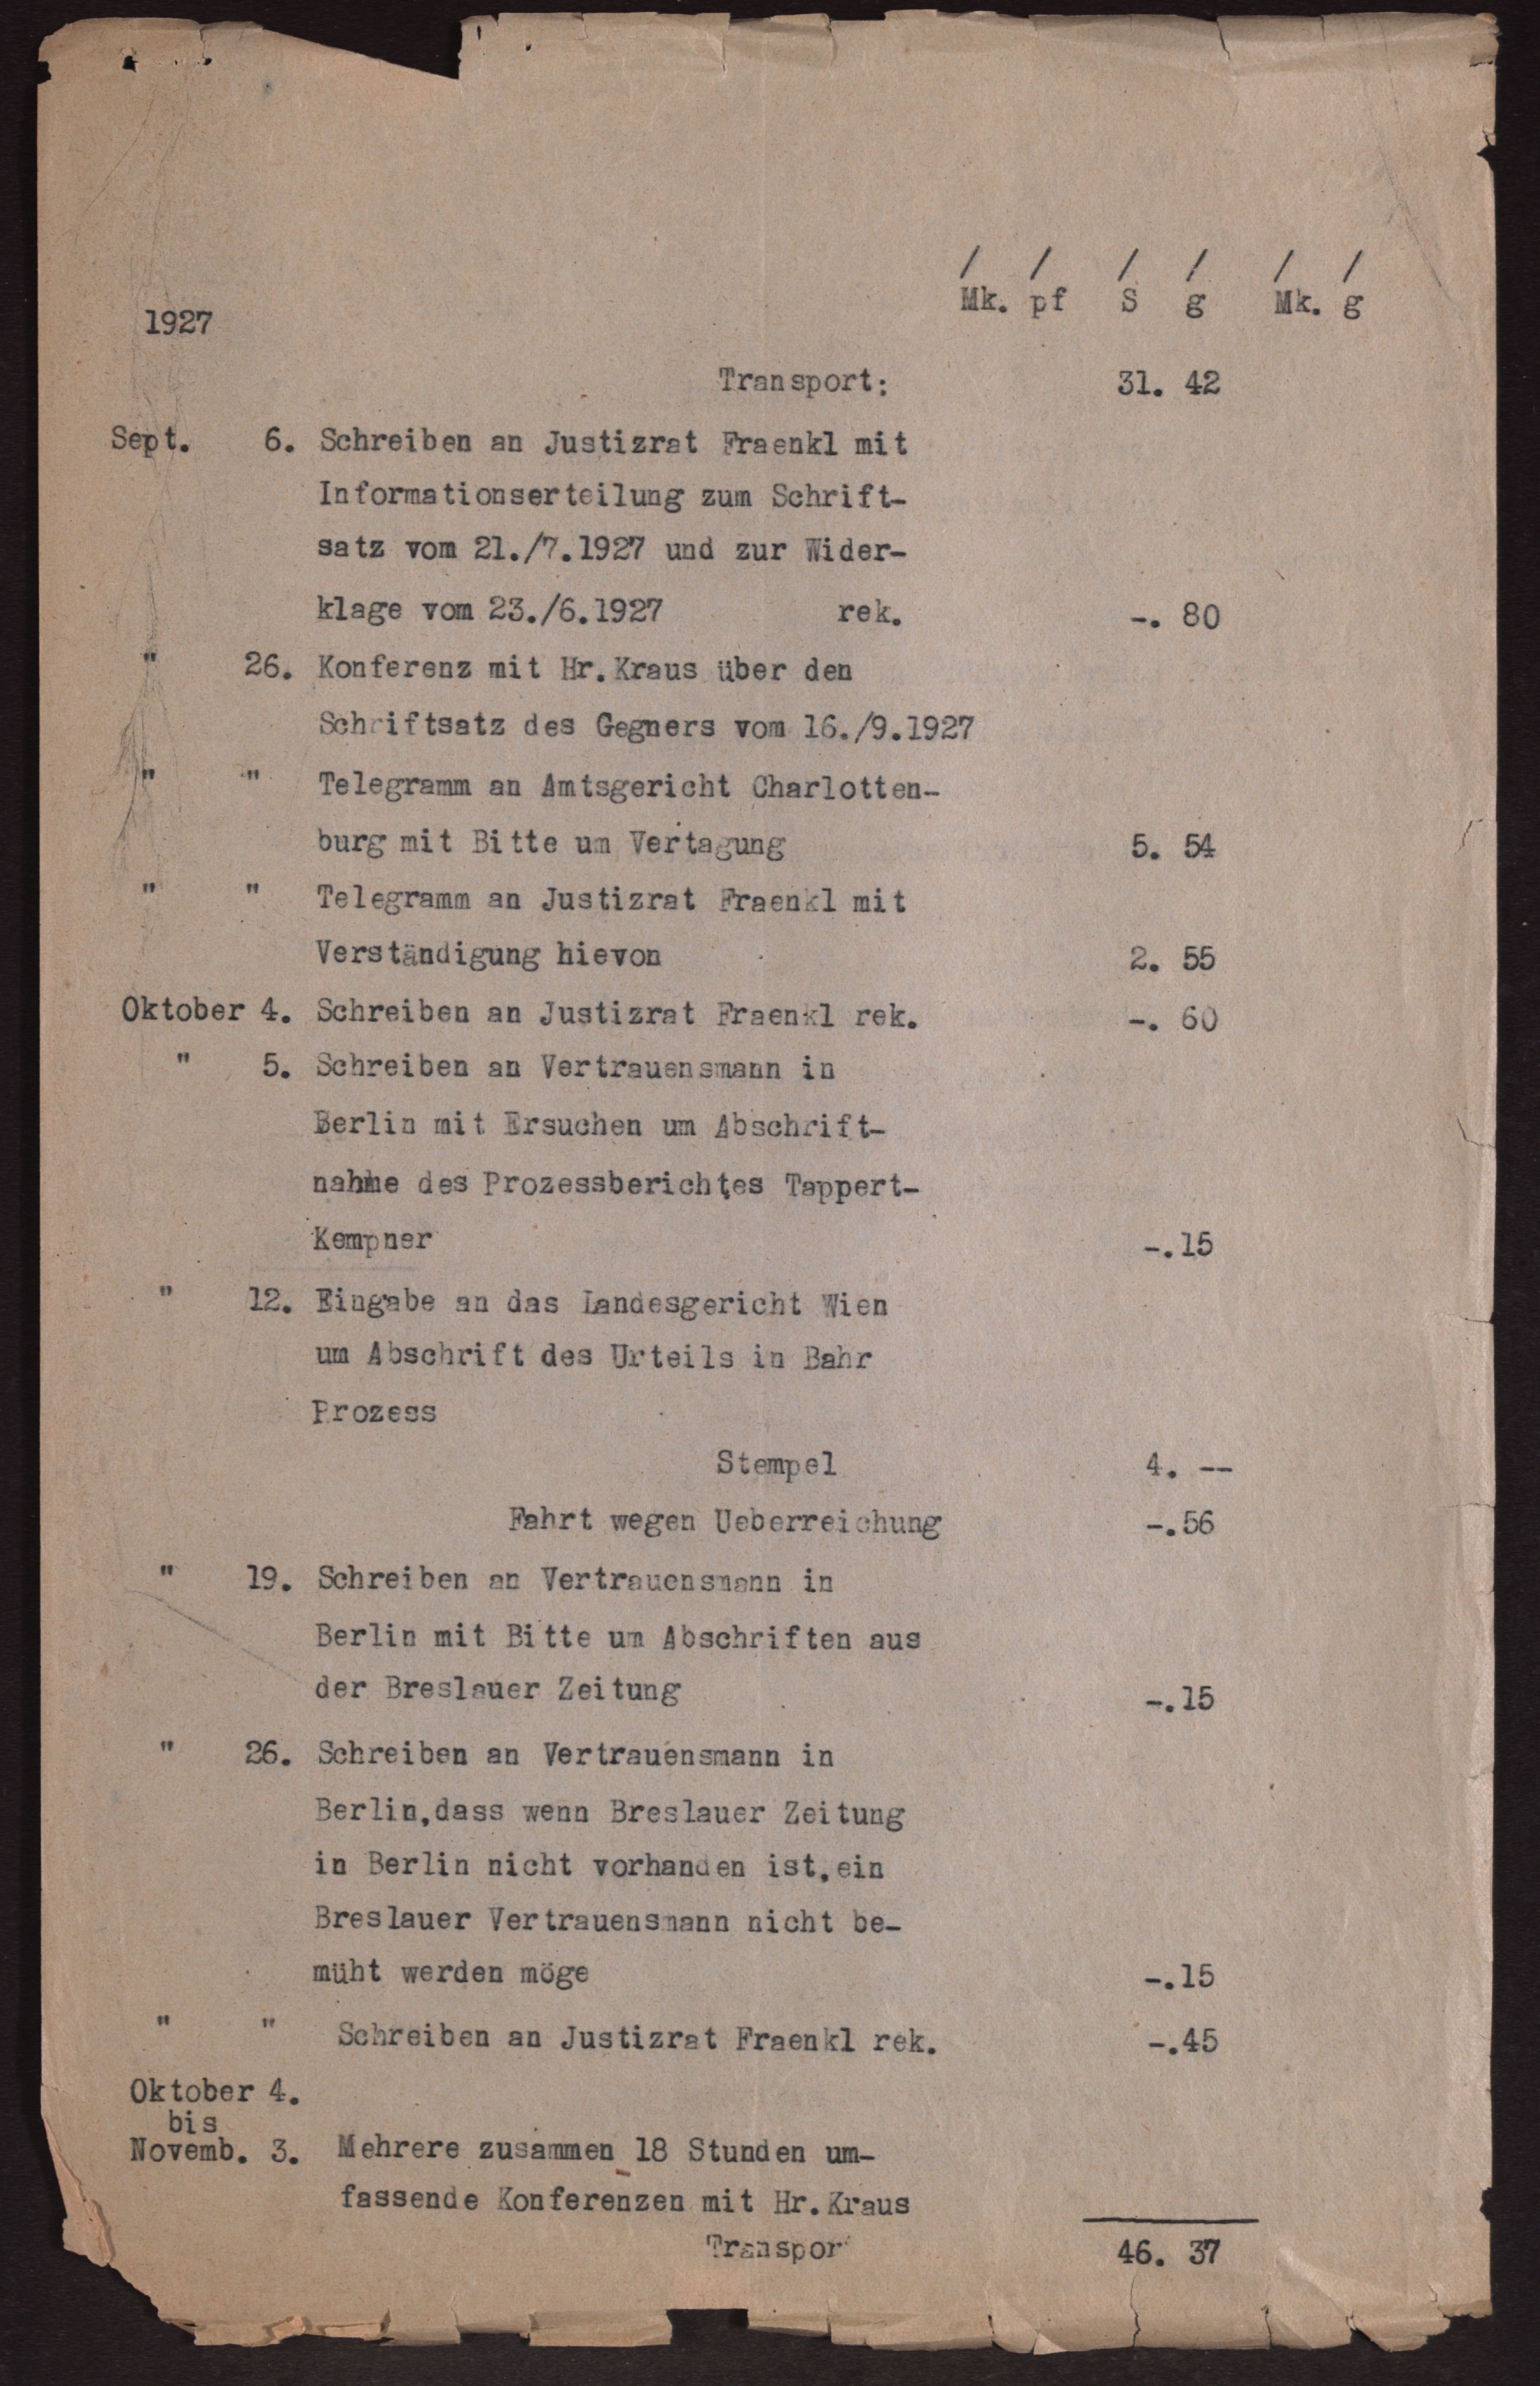 / / / / / /
Mk. pf S g Mk. g
1927
Transport: 31. 42
Sept. 6. Schreiben an Justizrat Fraenkl mit
Informationserteilung zum Schrift-
satz vom 21./7.1927 und zur Wider-
klage vom 23./6.1927 rek. -. 80
" 26. Konferenz mit Hr.Kraus über den
Schriftsatz des Gegners vom 16./9.1927
" " Telegramm an Amtsgericht Charlotten-
burg mit Bitte um Vertagung 5. 54
" " Telegramm an Justizrat Fraenkl mit
Verständigung hievon 2. 55
Oktober 4. Schreiben an Justizrat Fraenkl rek. -. 60
" 5. Schreiben an Vertrauensmann in
Berlin mit Ersuchen um Abschrift-
nahme des Prozessberichtes Tappert-
Kempner -.15
" 12. Eingabe an das Landesgericht Wien
um Abschrift des Urteils in Bahr
Prozess
Stempel 4. --
Fahrt wegen Ueberreichung -.56
" 19. Schreiben an Vertrauensmann in
Berlin mit Bitte um Abschriften aus
der Breslauer Zeitung -.15
" 26. Schreiben an Vertrauensmann in
Berlin,dass wenn Breslauer Zeitung
in Berlin nicht vorhanden ist,ein
Breslauer Vertrauensmann nicht be-
müht werden möge -.15
" " Schreiben an Justizrat Fraenkl rek. -.45
Oktober 4.
bis
Novemb. 3. Mehrere zusammen 18 Stunden um-
fassende Konferenzen mit Hr.Kraus
Transpor 46. 37